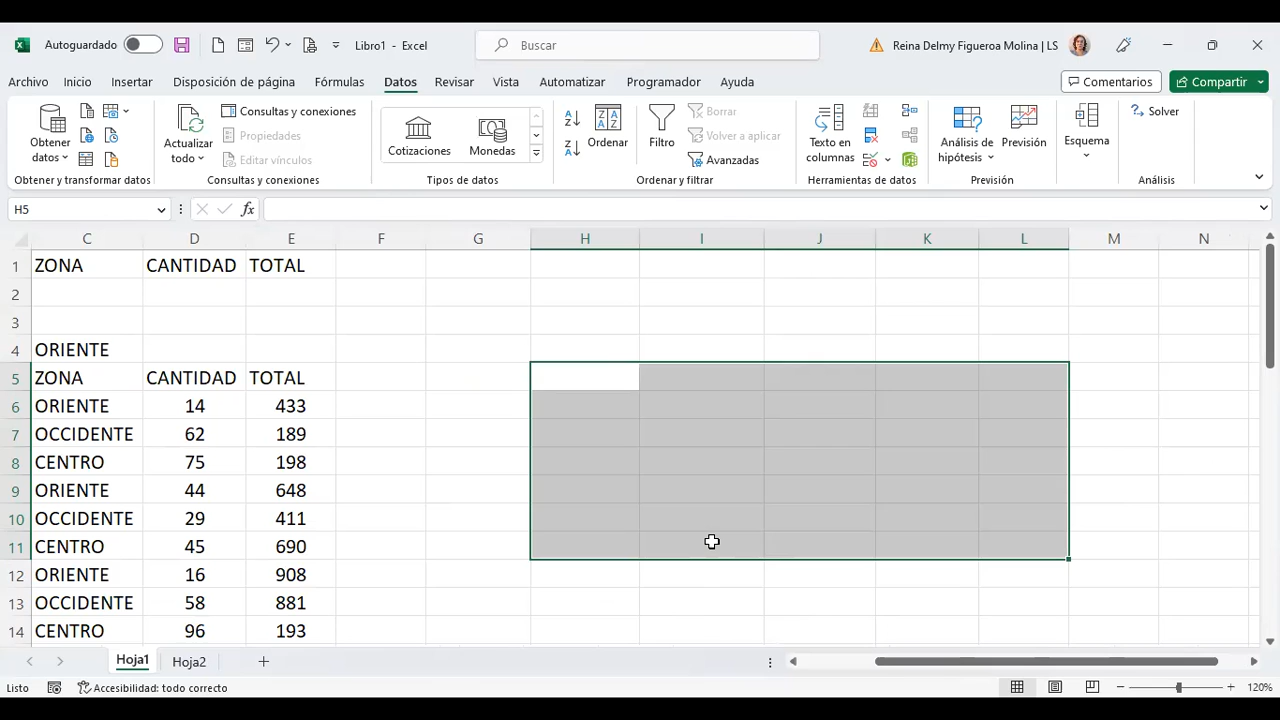 Autoguardado Libro1 - Excel Buscar Reina Delmy Figueroa Molina | LS
Archivo Inicio Insertar Disposición de página Fórmulas Datos Revisar Vista Automatizar Programador Ayuda Comentarios Compartir
Obtener datos
Actualizar todo
Consultas y conexiones
Propiedades
Editar vínculos
Cotizaciones Monedas
Ordenar
Filtro
Borrar
Volver a aplicar
Avanzadas
Texto en columnas
Análisis de hipótesis
Previsión
Esquema
Solver
Obtener y transformar datos Consultas y conexiones Tipos de datos Ordenar y filtrar Herramientas de datos Previsión Análisis
H5 fx
C D E F G H I J K L M N
1 ZONA CANTIDAD TOTAL
2
3
4 ORIENTE
5 ZONA CANTIDAD TOTAL
6 ORIENTE 14 433
7 OCCIDENTE 62 189
8 CENTRO 75 198
9 ORIENTE 44 648
10 OCCIDENTE 29 411
11 CENTRO 45 690
12 ORIENTE 16 908
13 OCCIDENTE 58 881
14 CENTRO 96 193
Hoja1 Hoja2
Listo Accesibilidad: todo correcto 120%